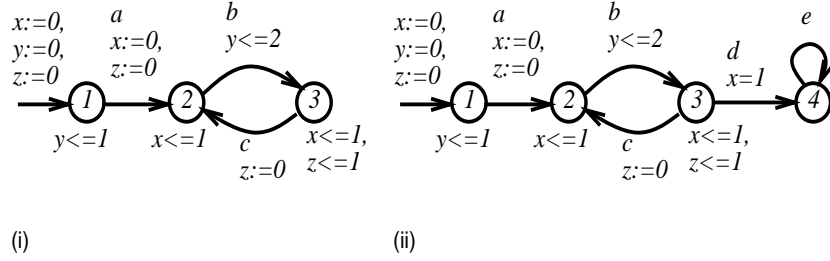 x:=0,
y:=0,
z:=0
a
x:=0,
z:=0
b
y<=2
1
2
3
y<=1
x<=1
c
z:=0
x<=1,
z<=1
(i)
x:=0,
y:=0,
z:=0
a
x:=0,
z:=0
b
y<=2
d
x=1
e
1
2
3
4
y<=1
x<=1
c
z:=0
x<=1,
z<=1
(ii)